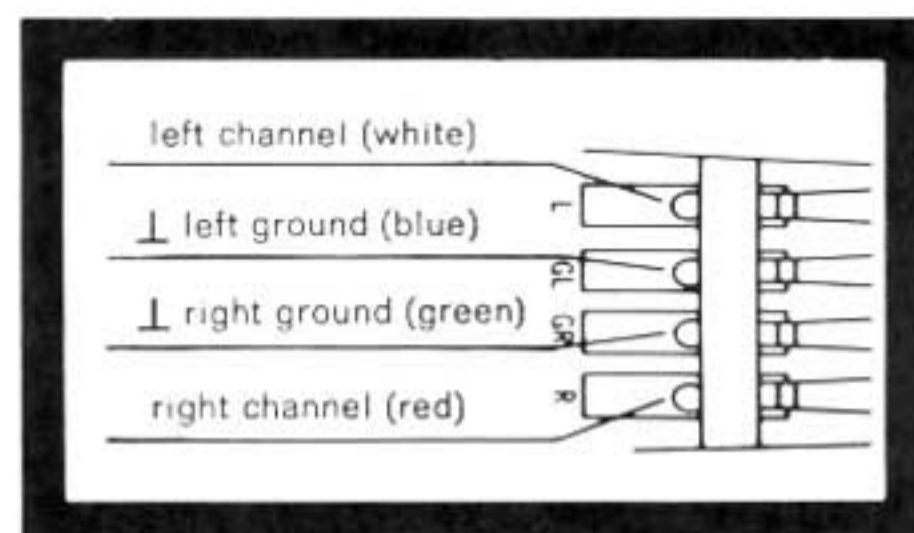 left channel (white)
L
⊥ left ground (blue)
GL
⊥ right ground (green)
GR
right channel (red)
R